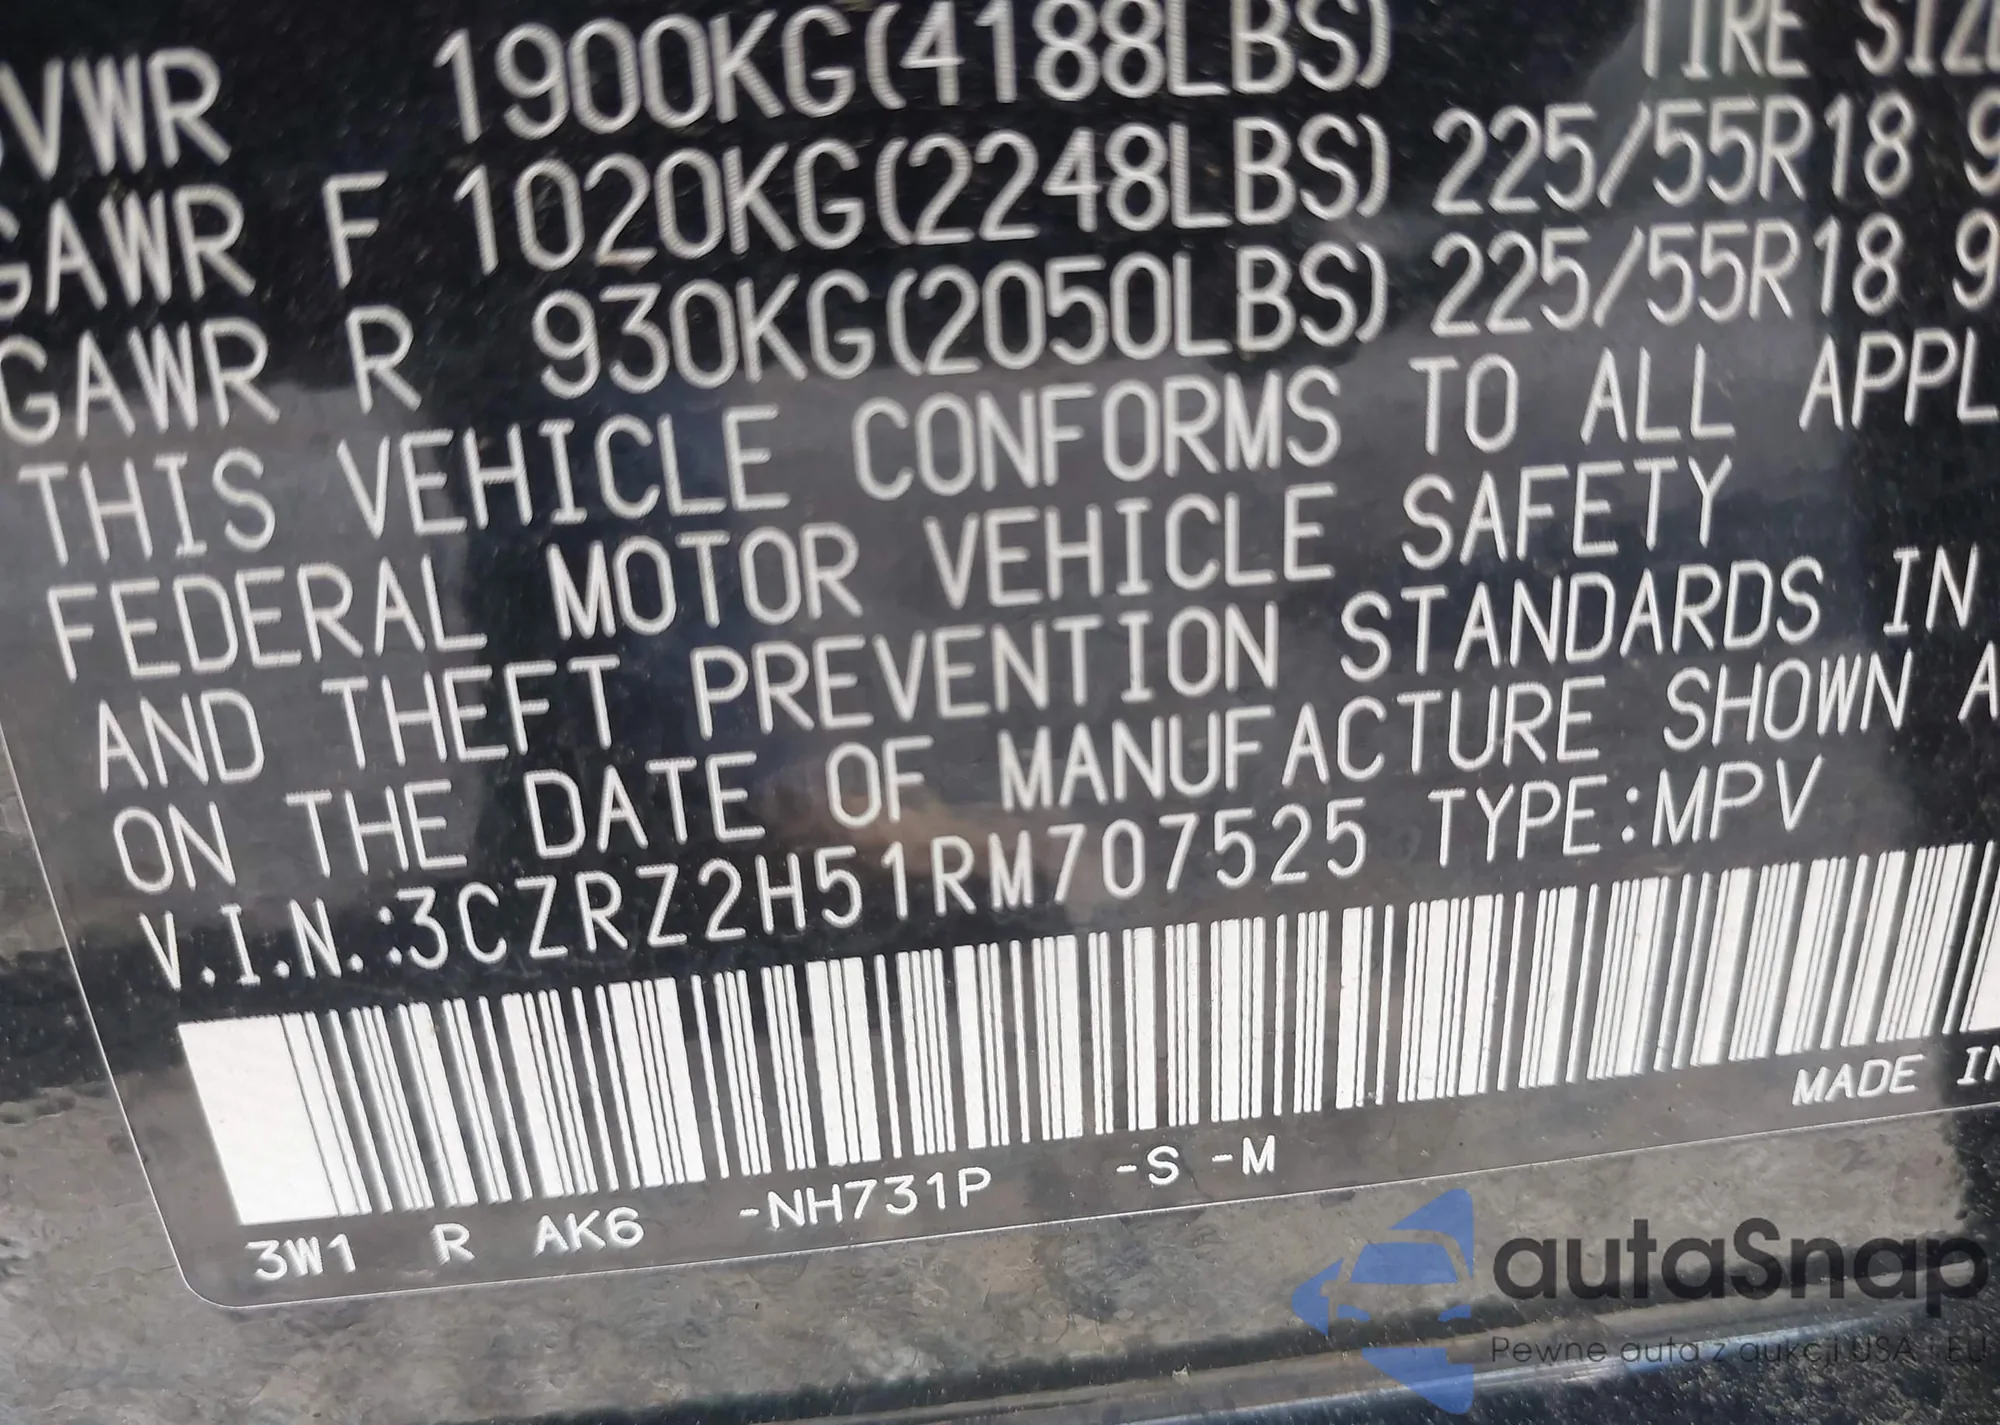 GVWR 1900KG(4188LBS) TIRE SIZE
GAWR F 1020KG(2248LBS) 225/55R18 9
GAWR R 930KG(2050LBS) 225/55R18 9
THIS VEHICLE CONFORMS TO ALL APPL
FEDERAL MOTOR VEHICLE SAFETY
AND THEFT PREVENTION STANDARDS IN
ON THE DATE OF MANUFACTURE SHOWN A
V.I.N.:3CZRZ2H51RM707525 TYPE:MPV
MADE IN
3W1 R AK6 -NH731P -S -M
autaSnap
Pewne auta z aukcji USA i EU